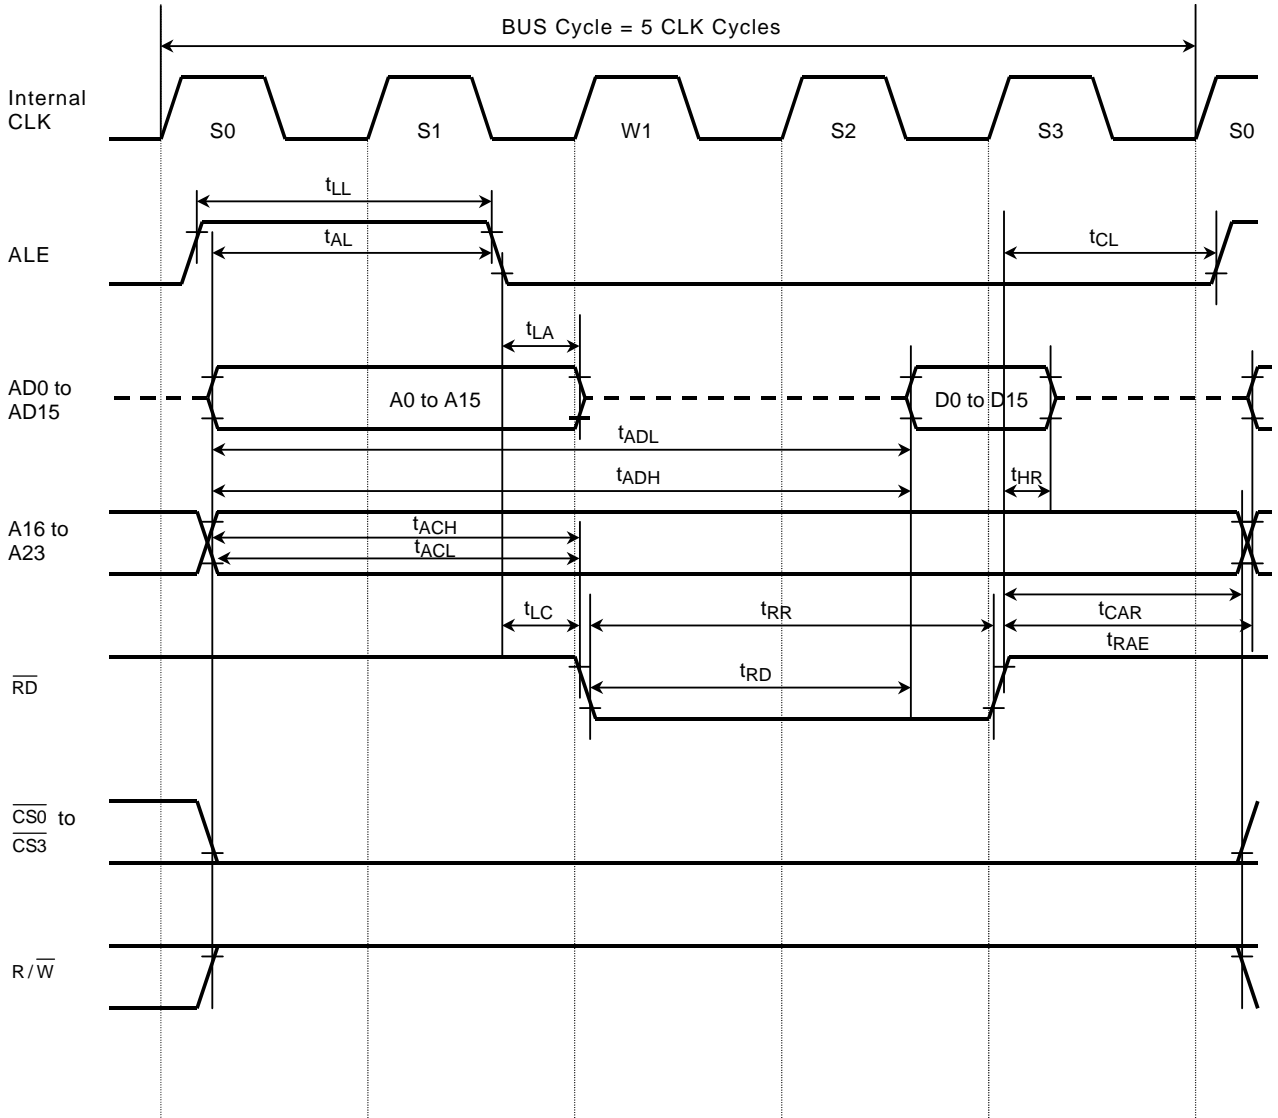 BUS Cycle = 5 CLK Cycles
Internal
CLK
S0
S1
W1
S2
S3
S0
tLL
ALE
tAL
tCL
tLA
AD0 to
AD15
A0 to A15
D0 to D15
tADL
tADH
tHR
A16 to
A23
tACH
tACL
tLC
tRR
tCAR
tRAE
RD
tRD
CS0 to
CS3
R/W